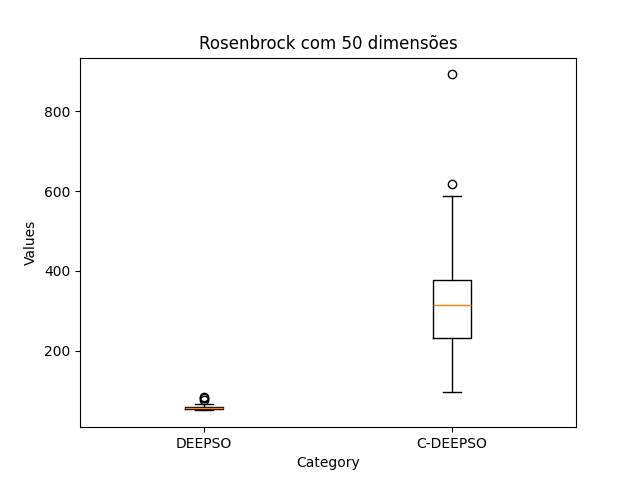 Rosenbrock com 50 dimensões
800
600
400
200
Values
DEEPSO
C-DEEPSO
Category